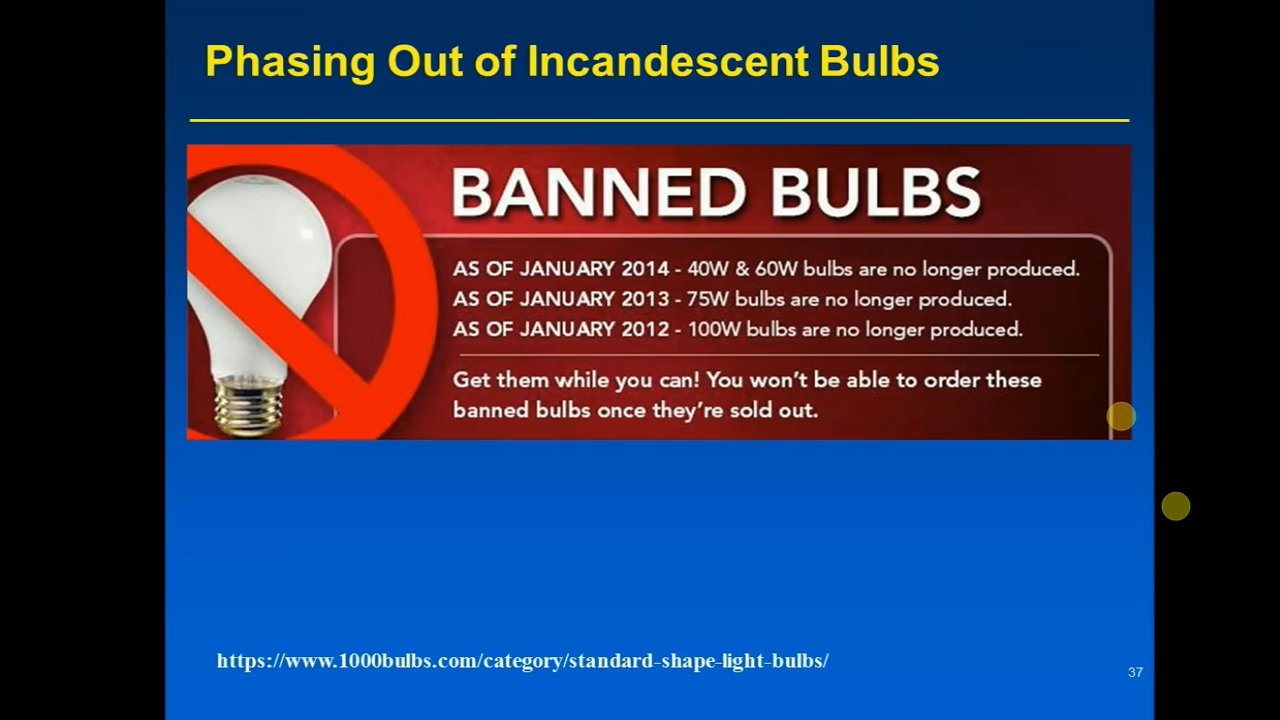 Phasing Out of Incandescent Bulbs
BANNED BULBS
AS OF JANUARY 2014 - 40W & 60W bulbs are no longer produced.
AS OF JANUARY 2013 - 75W bulbs are no longer produced.
AS OF JANUARY 2012 - 100W bulbs are no longer produced.
Get them while you can! You won't be able to order these
banned bulbs once they're sold out.
https://www.1000bulbs.com/category/standard-shape-light-bulbs/
37